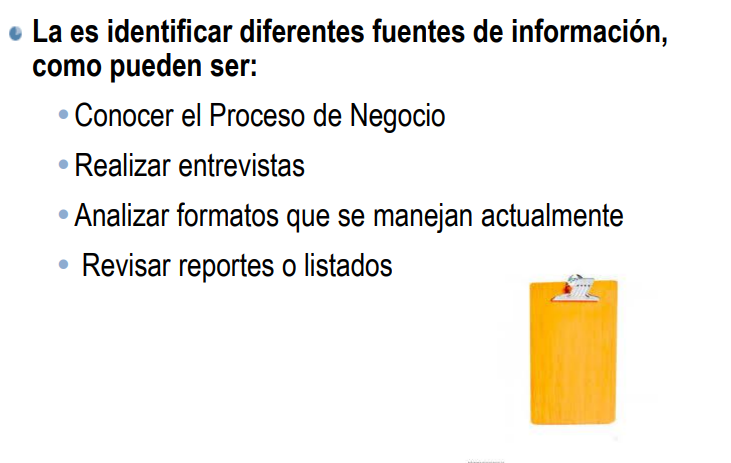 La es identificar diferentes fuentes de información,
como pueden ser:
Conocer el Proceso de Negocio
Realizar entrevistas
Analizar formatos que se manejan actualmente
Revisar reportes o listados